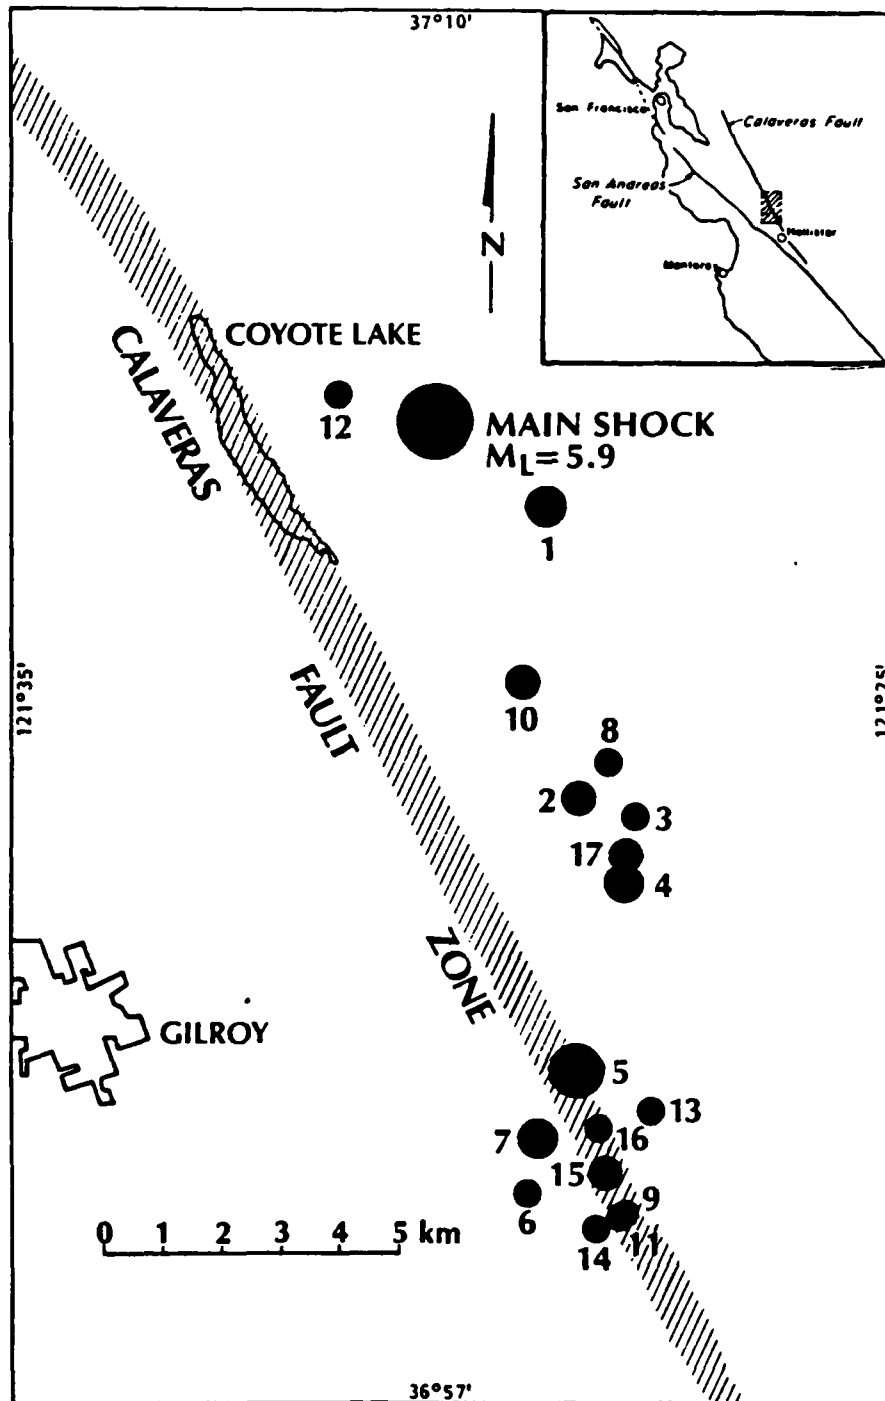 37°10'
San Francisco
Calaveras Fault
San Andreas
Fault
Hollister
Monterey
N
COYOTE LAKE
CALAVERAS
12
MAIN SHOCK
M_L=5.9
1
121°35'
121°25'
FAULT
10
8
2
3
17
4
ZONE
GILROY
5
13
7
16
15
9
6
14
11
0 1 2 3 4 5 km
36°57'